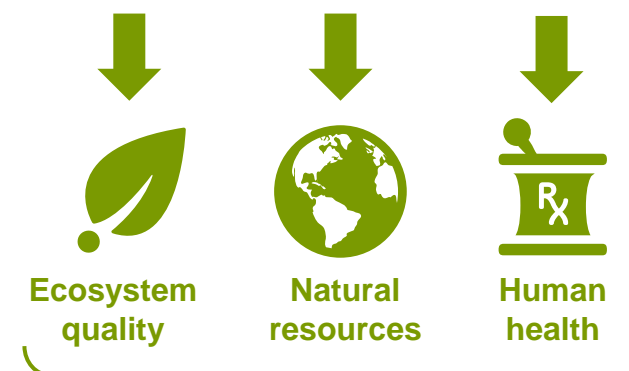 Rx
Ecosystem
quality
Natural
resources
Human
health